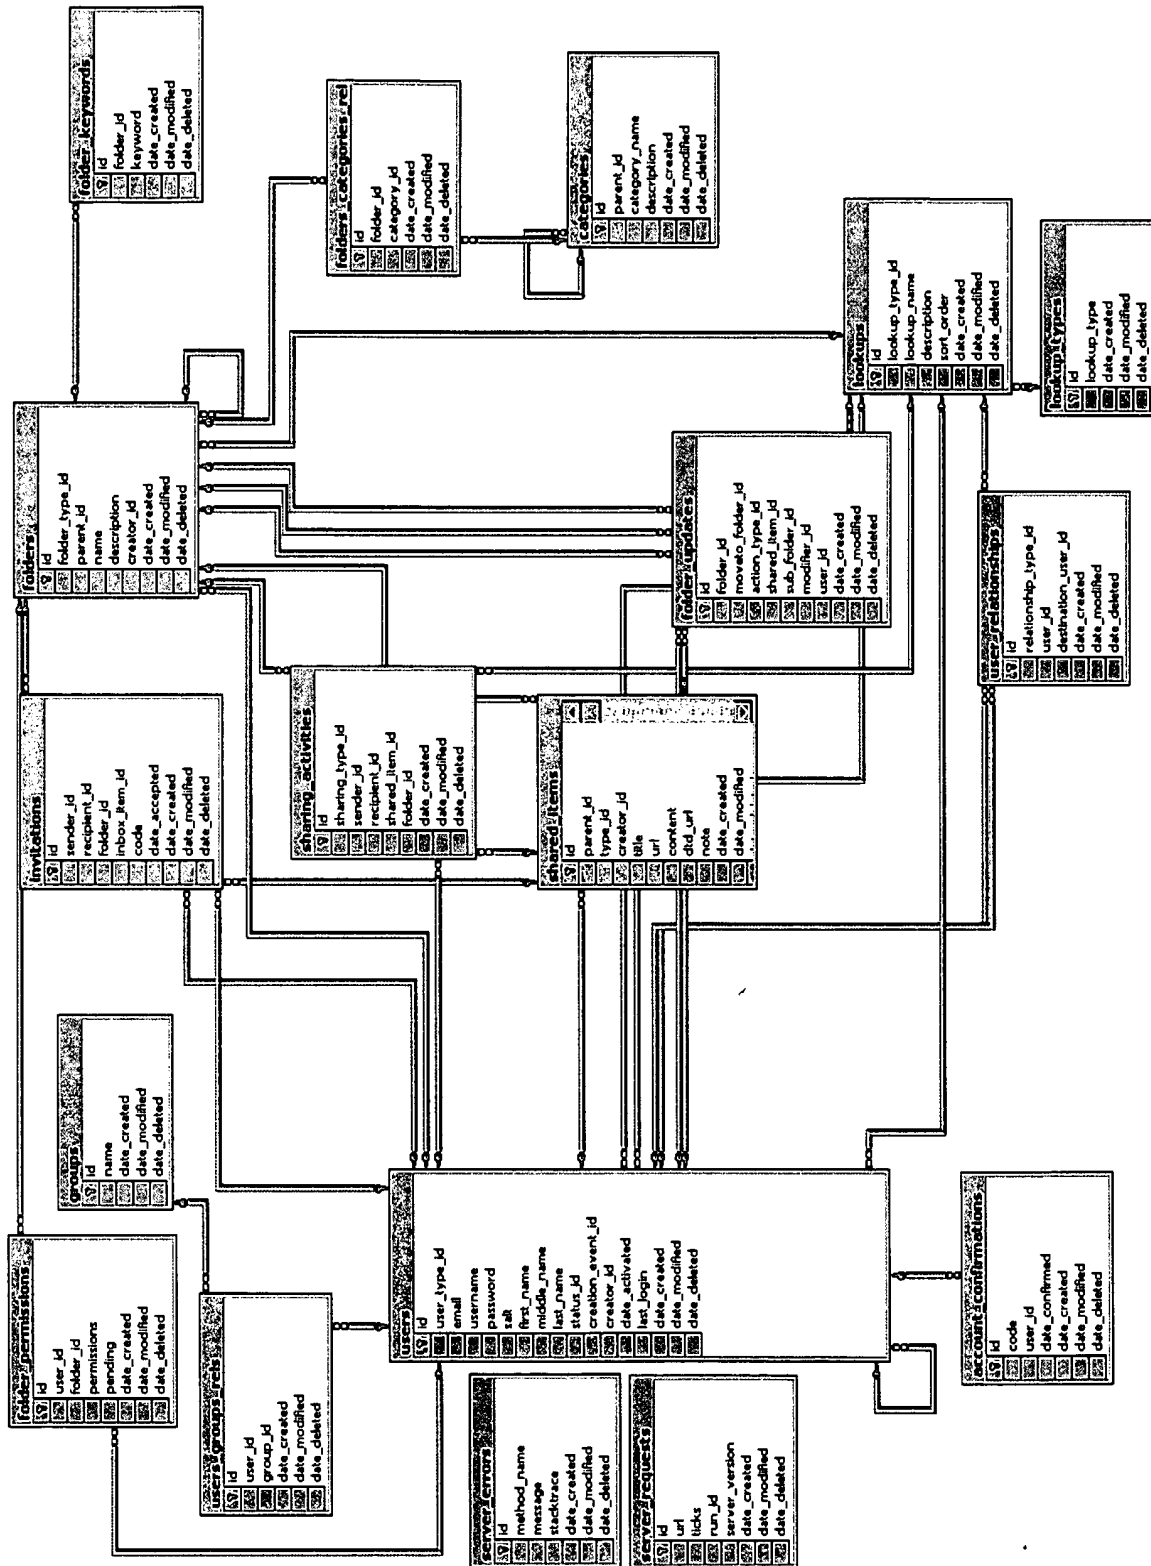 folder_keywords
id
folder_id
keyword
date_created
date_modified
date_deleted
folders_categories_rel
id
folder_id
category_id
date_created
date_modified
date_deleted
categories
id
parent_id
category_name
description
date_created
date_modified
date_deleted
folders
id
folder_type_id
parent_id
name
description
creator_id
date_created
date_modified
date_deleted
lookups
id
lookup_type_id
lookup_name
description
sort_order
date_created
date_modified
date_deleted
lookup_types
id
lookup_type
date_created
date_modified
date_deleted
folder_updates
id
folder_id
moveto_folder_id
action_type_id
shared_item_id
sub_folder_id
modifier_id
user_id
date_created
date_modified
date_deleted
user_relationships
id
relationship_type_id
user_id
destination_user_id
date_created
date_modified
date_deleted
invitations
id
sender_id
recipient_id
folder_id
inbox_item_id
code
date_accepted
date_created
date_modified
date_deleted
sharing_activities
id
sharing_type_id
sender_id
recipient_id
shared_item_id
folder_id
date_created
date_modified
date_deleted
shared_items
id
parent_id
type_id
creator_id
title
url
content
dtd_url
note
date_created
date_modified
groups
id
name
date_created
date_modified
date_deleted
folder_permissions
id
user_id
folder_id
permissions
pending
date_created
date_modified
date_deleted
users_groups_rels
id
user_id
group_id
date_created
date_modified
date_deleted
users
id
user_type_id
email
username
password
salt
first_name
middle_name
last_name
status_id
creation_event_id
creator_id
date_activated
last_login
date_created
date_modified
date_deleted
account_confirmations
id
code
user_id
date_confirmed
date_created
date_modified
date_deleted
server_errors
id
method_name
message
stacktrace
date_created
date_modified
date_deleted
server_requests
id
url
ticks
run_id
server_version
date_created
date_modified
date_deleted